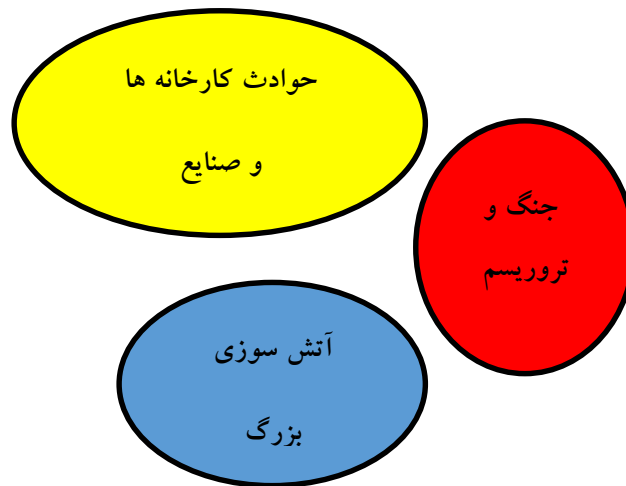 حوادث کارخانه ها
و صنایع
جنگ و
تروریسم
آتش سوزی
بزرگ